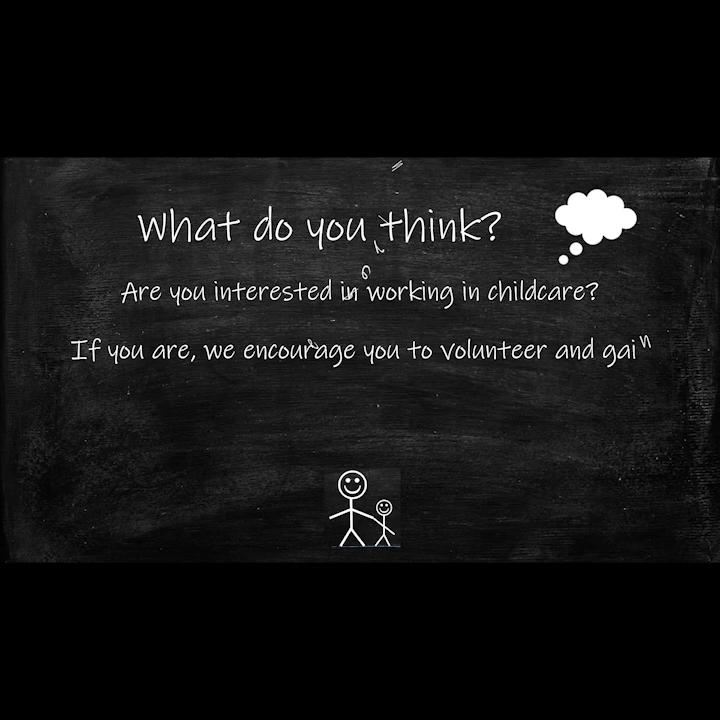 What do you think?
Are you interested in working in childcare?
If you are, we encourage you to volunteer and gain